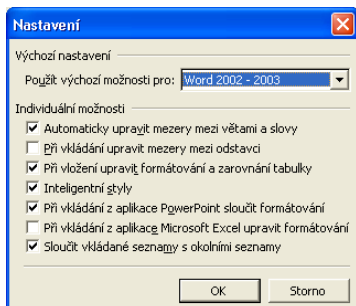 Nastavení
Výchozí nastavení
Použít výchozí možnosti pro: Word 2002 - 2003
Individuální možnosti
Automaticky upravit mezery mezi větami a slovy
Při vkládání upravit mezery mezi odstavci
Při vložení upravit formátování a zarovnání tabulky
Inteligentní styly
Při vkládání z aplikace PowerPoint sloučit formátování
Při vkládání z aplikace Microsoft Excel upravit formátování
Sloučit vkládané seznamy s okolními seznamy
OK Storno